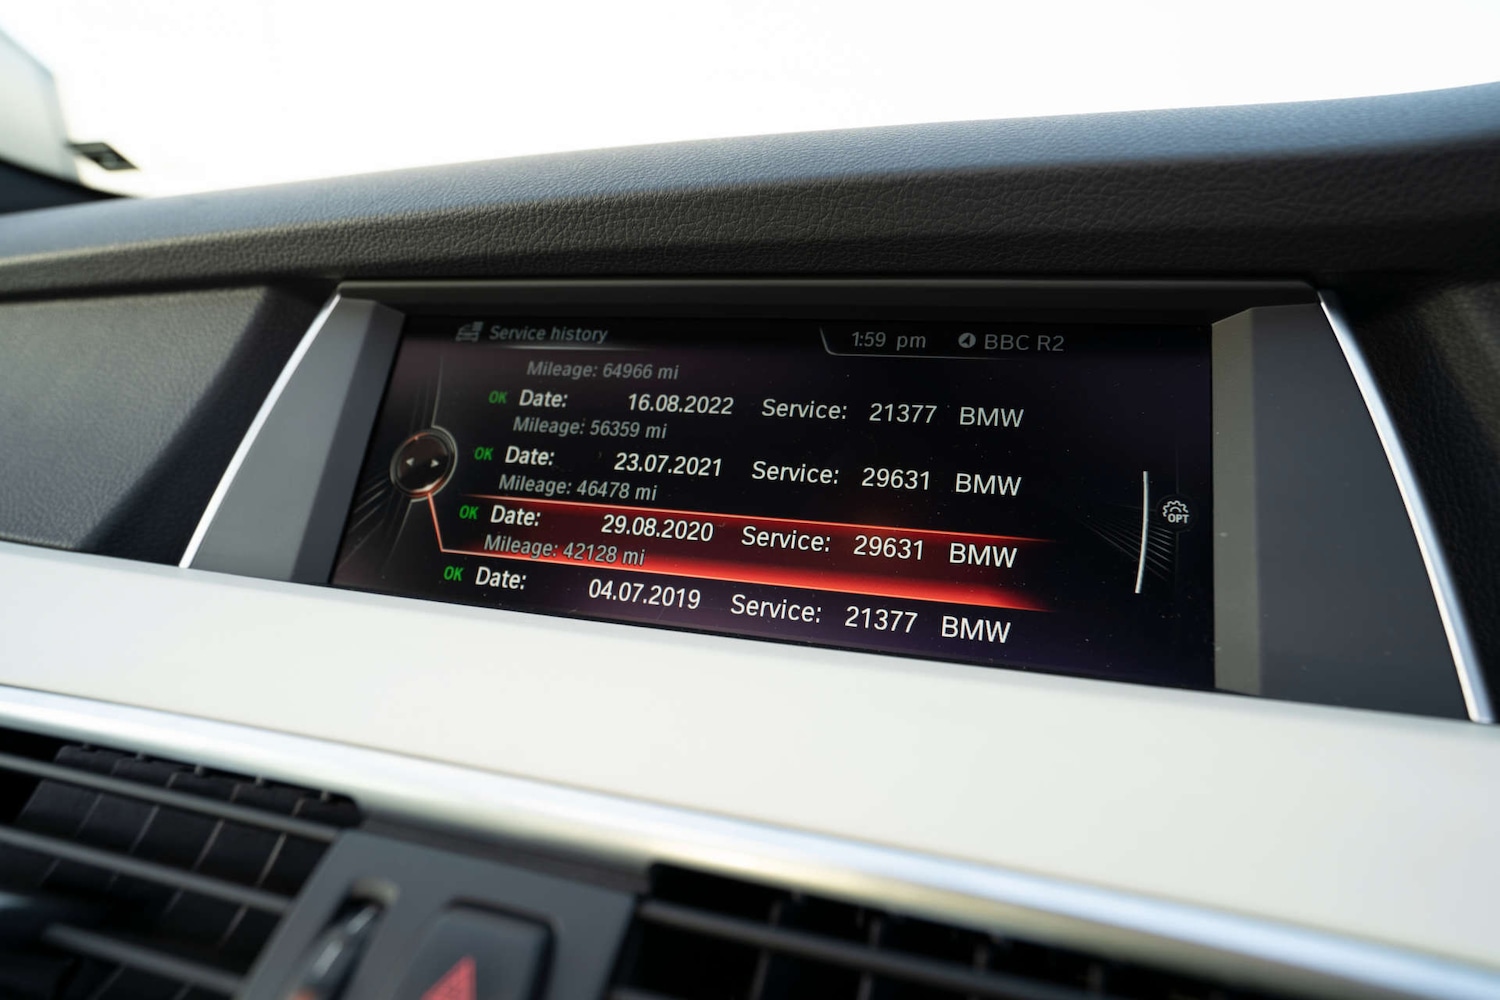 Service history 1:59 pm BBC R2
Mileage: 64966 mi
OK Date: 16.08.2022 Service: 21377 BMW
Mileage: 56359 mi
OK Date: 23.07.2021 Service: 29631 BMW
Mileage: 46478 mi
OK Date: 29.08.2020 Service: 29631 BMW
Mileage: 42128 mi
OK Date: 04.07.2019 Service: 21377 BMW
OPT